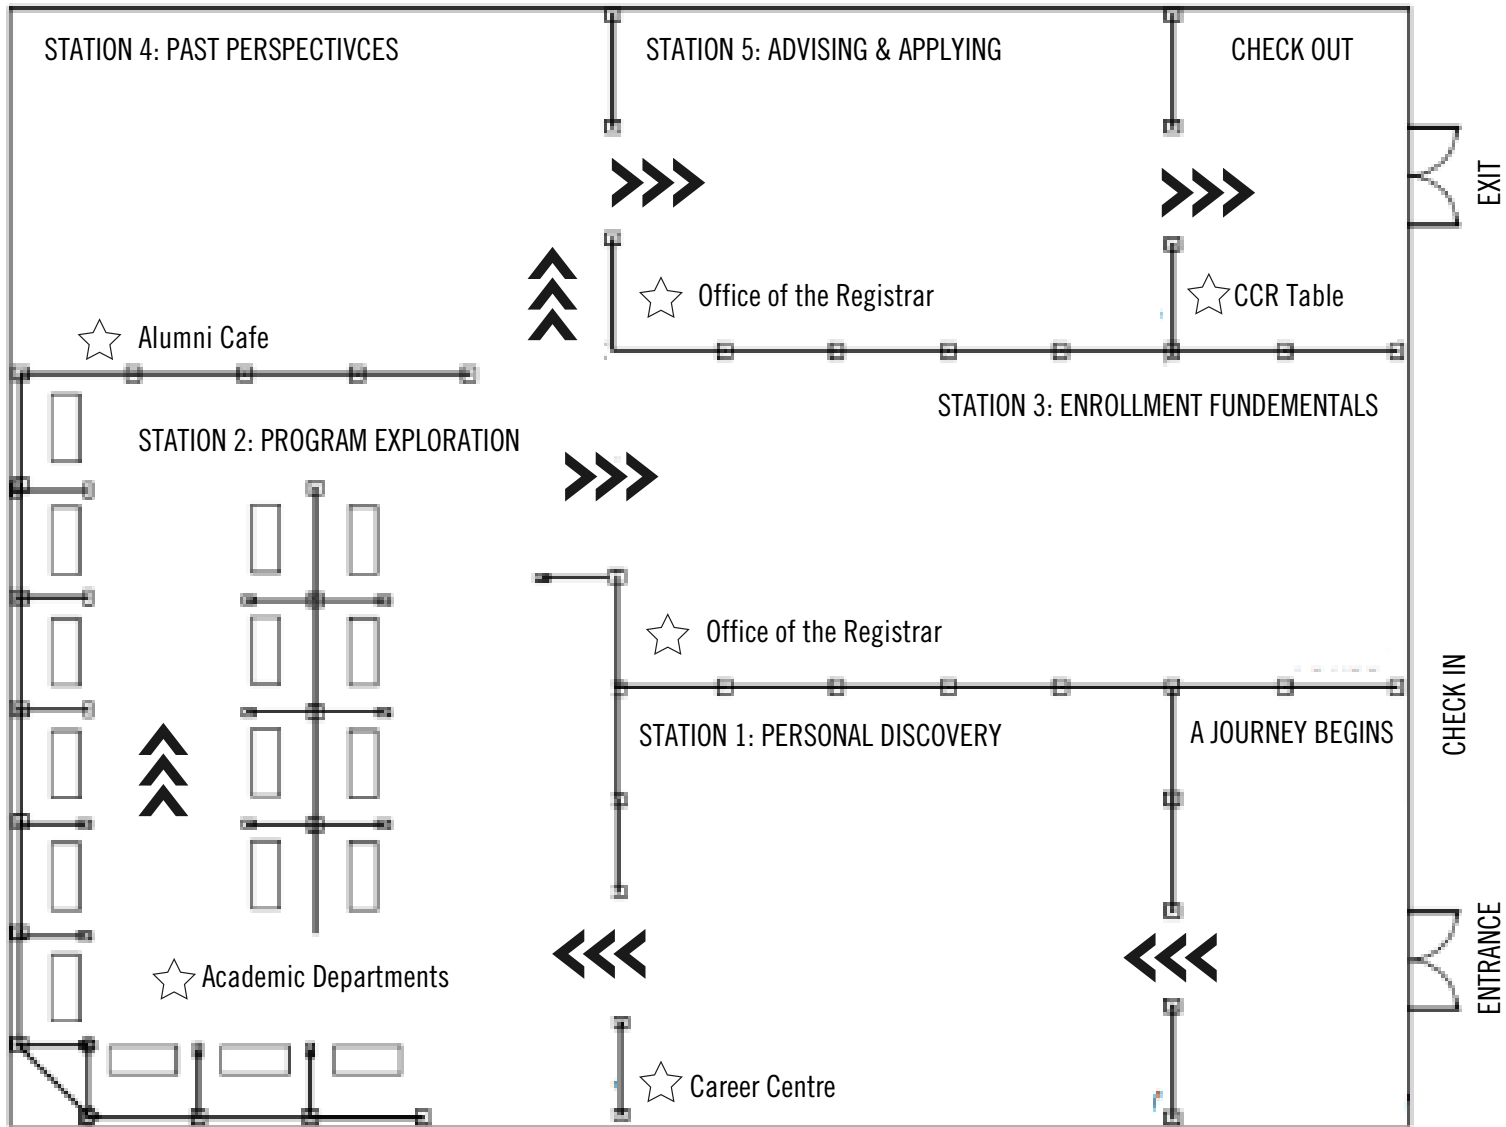 STATION 4: PAST PERSPECTIVCES
STATION 5: ADVISING & APPLYING
CHECK OUT
EXIT
Office of the Registrar
CCR Table
Alumni Cafe
STATION 3: ENROLLMENT FUNDEMENTALS
STATION 2: PROGRAM EXPLORATION
Office of the Registrar
STATION 1: PERSONAL DISCOVERY
A JOURNEY BEGINS
CHECK IN
ENTRANCE
Academic Departments
Career Centre